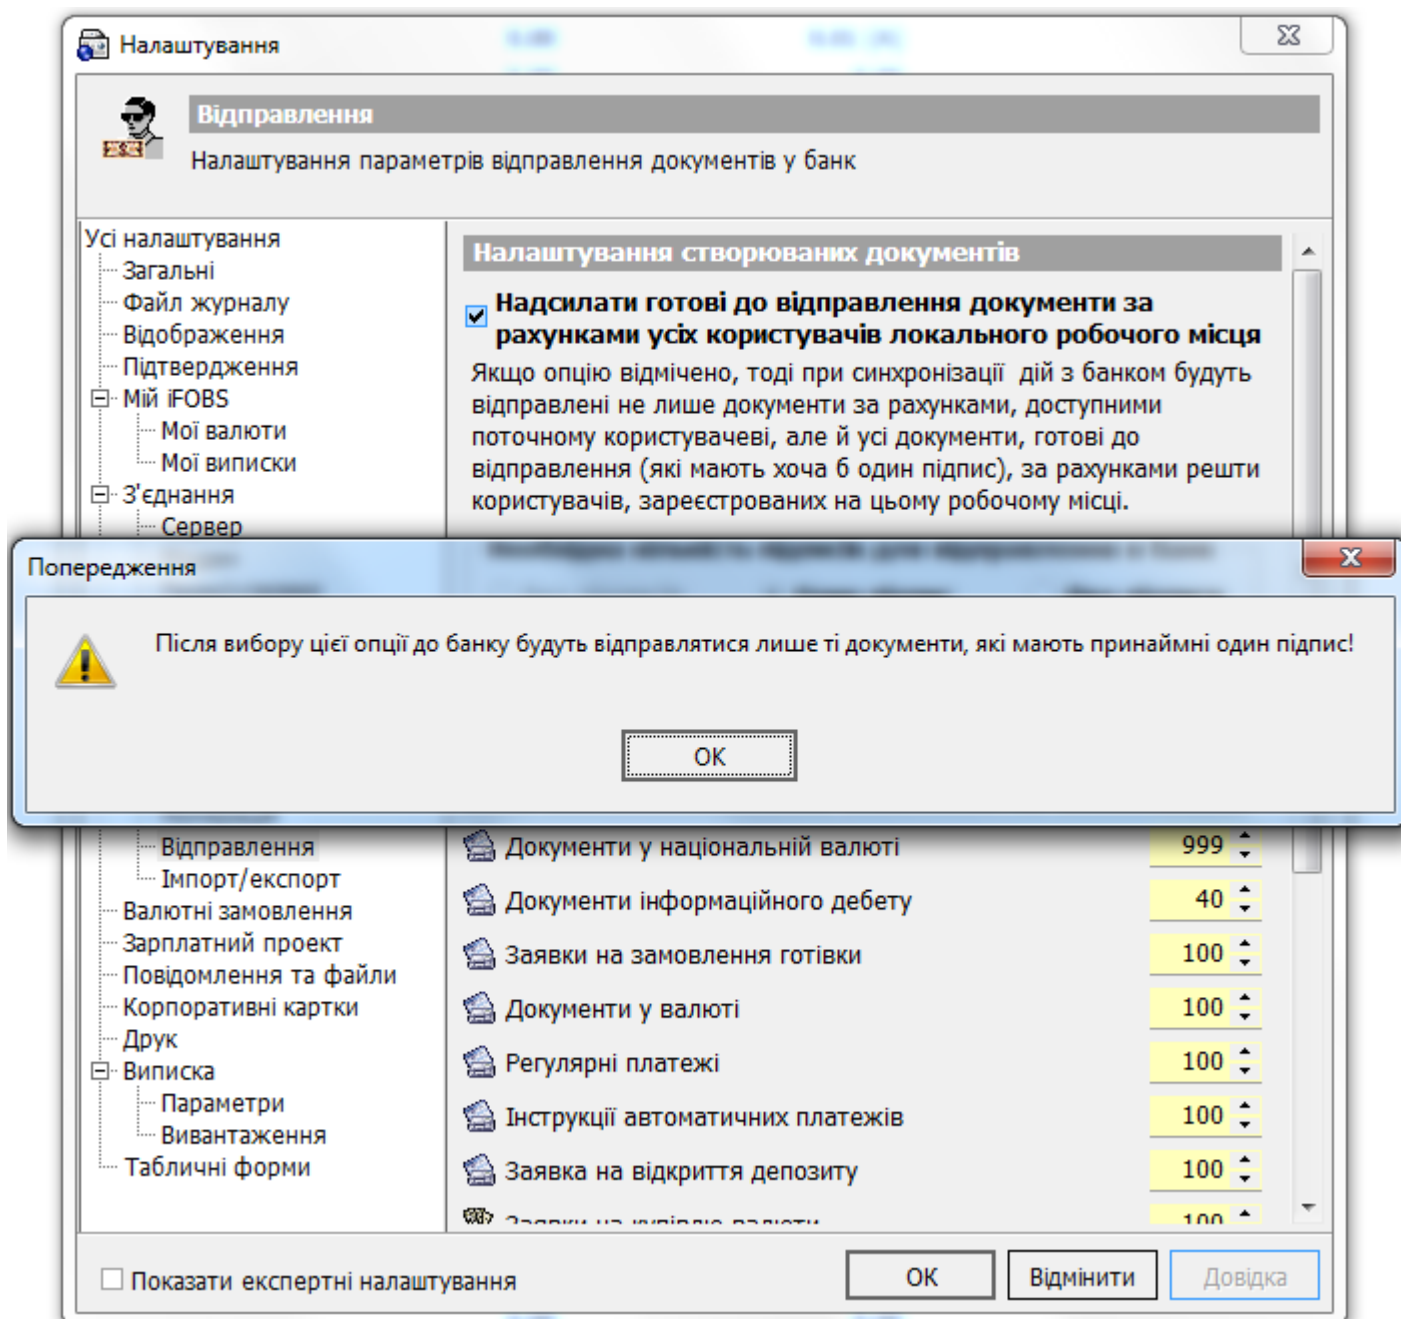 Налаштування
Відправлення
Налаштування параметрів відправлення документів у банк
Усі налаштування
Загальні
Файл журналу
Відображення
Підтвердження
Мій iFOBS
Мої валюти
Мої виписки
З'єднання
Сервер
Налаштування створюваних документів
Надсилати готові до відправлення документи за
рахунками усіх користувачів локального робочого місця
Якщо опцію відмічено, тоді при синхронізації дій з банком будуть
відправлені не лише документи за рахунками, доступними
поточному користувачеві, але й усі документи, готові до
відправлення (які мають хоча б один підпис), за рахунками решти
користувачів, зареєстрованих на цьому робочому місці.
Попередження
Після вибору цієї опції до банку будуть відправлятися лише ті документи, які мають принаймні один підпис!
ОК
Відправлення
Імпорт/експорт
Валютні замовлення
Зарплатний проект
Повідомлення та файли
Корпоративні картки
Друк
Виписка
Параметри
Вивантаження
Табличні форми
Документи у національній валюті 999
Документи інформаційного дебету 40
Заявки на замовлення готівки 100
Документи у валюті 100
Регулярні платежі 100
Інструкції автоматичних платежів 100
Заявка на відкриття депозиту 100
Заявки на купівлю валюти 100
Показати експертні налаштування
ОК
Відмінити
Довідка